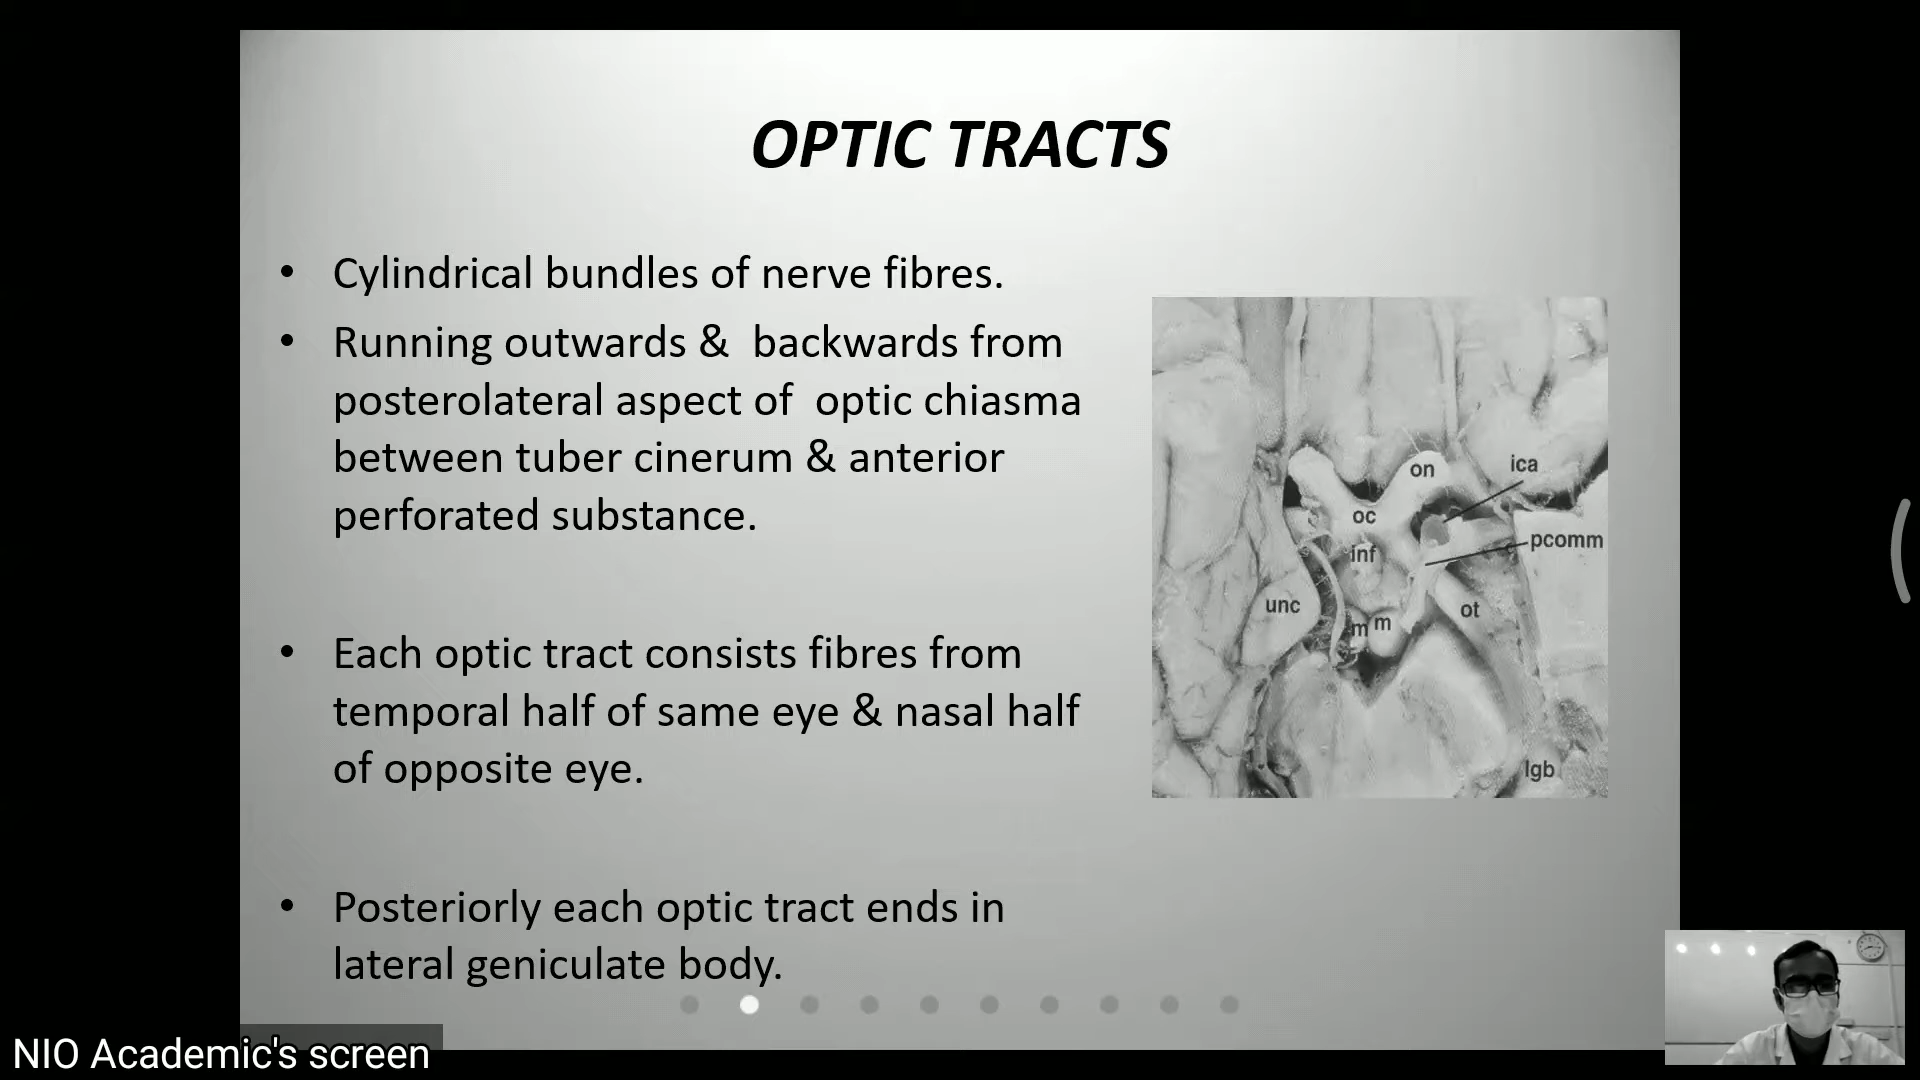 OPTIC TRACTS
• Cylindrical bundles of nerve fibres.
• Running outwards & backwards from
posterolateral aspect of optic chiasma
between tuber cinerum & anterior
perforated substance.
• Each optic tract consists fibres from
temporal half of same eye & nasal half
of opposite eye.
• Posteriorly each optic tract ends in
lateral geniculate body.
on
ica
oc
pcomm
inf
unc
ot
m
m
lgb
NIO Academic's screen